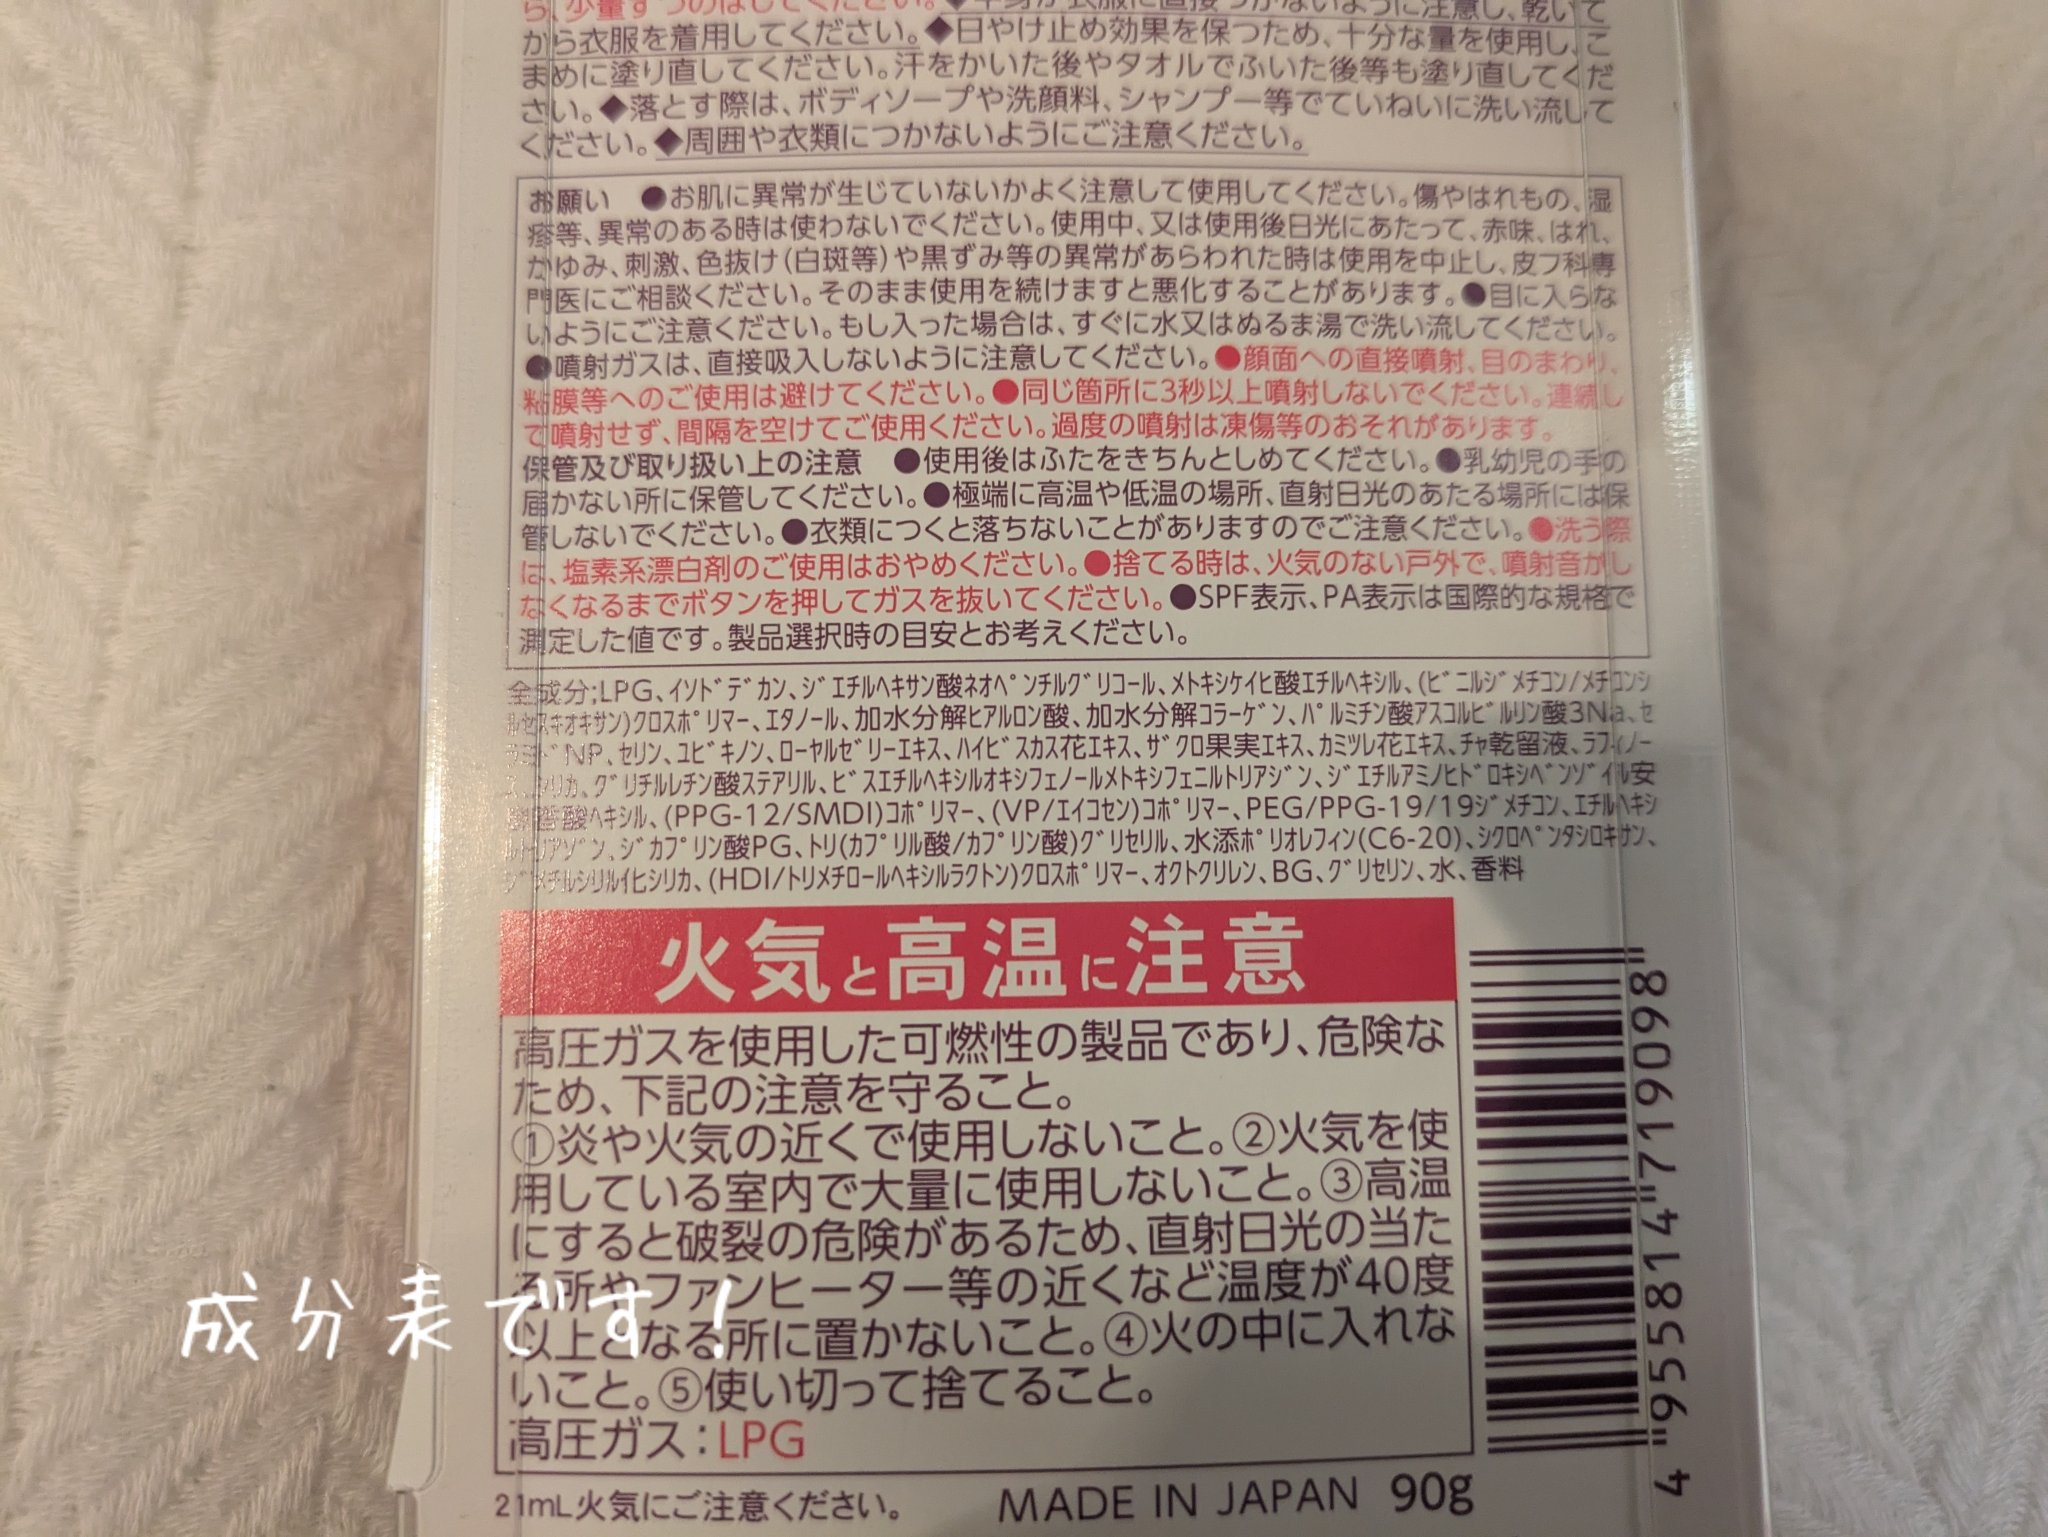 ら、少量ずつのばしてください。◆中身が衣服に直接つかないように注意し、乾いて
から衣服を着用してください。◆日やけ止め効果を保つため、十分な量を使用し、こ
まめに塗り直してください。汗をかいた後やタオルでふいた後等も塗り直してくだ
さい。◆落とす際は、ボディソープや洗顔料、シャンプー等でていねいに洗い流して
ください。◆周囲や衣類につかないようにご注意ください。
お願い ●お肌に異常が生じていないかよく注意して使用してください。傷やはれもの、湿
疹等、異常のある時は使わないでください。使用中、又は使用後日光にあたって、赤味、はれ、
かゆみ、刺激、色抜け(白斑等)や黒ずみ等の異常があらわれた時は使用を中止し、皮フ科専
門医にご相談ください。そのまま使用を続けますと悪化することがあります。●目に入らな
いようにご注意ください。もし入った場合は、すぐに水又はぬるま湯で洗い流してください。
●噴射ガスは、直接吸入しないように注意してください。●顔面への直接噴射、目のまわり、
粘膜等へのご使用は避けてください。●同じ箇所に3秒以上噴射しないでください。連続し
て噴射せず、間隔を空けてご使用ください。過度の噴射は凍傷等のおそれがあります。
保管及び取り扱い上の注意 ●使用後はふたをきちんとしめてください。●乳幼児の手の
届かない所に保管してください。●極端に高温や低温の場所、直射日光のあたる場所には保
管しないでください。●衣類につくと落ちないことがありますのでご注意ください。●洗う際
は、塩素系漂白剤のご使用はおやめください。●捨てる時は、火気のない戸外で、噴射音がし
なくなるまでボタンを押してガスを抜いてください。●SPF表示、PA表示は国際的な規格で
測定した値です。製品選択時の目安とお考えください。
全成分;LPG、イソドデカン、ジエチルヘキサン酸ネオペンチルグリコール、メトキシケイヒ酸エチルヘキシル、(ビニルジメチコン/メチコンシ
ルセスキオキサン)クロスポリマー、エタノール、加水分解ヒアルロン酸、加水分解コラーゲン、パルミチン酸アスコルビルリン酸3Na、セ
ラミドNP、セリン、ユビキノン、ローヤルゼリーエキス、ハイビスカス花エキス、ザクロ果実エキス、カミツレ花エキス、チャ乾留液、ラフィノー
ス、シリカ、グリチルレチン酸ステアリル、ビスエチルヘキシルオキシフェノールメトキシフェニルトリアジン、ジエチルアミノヒドロキシベンゾイル安
息香酸ヘキシル、(PPG-12/SMDI)コポリマー、(VP/エイコセン)コポリマー、PEG/PPG-19/19ジメチコン、エチルヘキシ
ルトリアゾン、ジカプリン酸PG、トリ(カプリル酸/カプリン酸)グリセリル、水添ポリオレフィン(C6-20)、シクロペンタシロキサン、
ジメチルシリル化シリカ、(HDI/トリメチロールヘキシルラクトン)クロスポリマー、オクトクリレン、BG、グリセリン、水、香料
火気と高温に注意
高圧ガスを使用した可燃性の製品であり、危険な
ため、下記の注意を守ること。
①炎や火気の近くで使用しないこと。②火気を使
用している室内で大量に使用しないこと。③高温
にすると破裂の危険があるため、直射日光の当た
る所やファンヒーター等の近くなど温度が40度
以上となる所に置かないこと。④火の中に入れな
いこと。⑤使い切って捨てること。
高圧ガス:LPG
21mL火気にご注意ください。
MADE IN JAPAN 90g
4 955814 719098
成分表です!